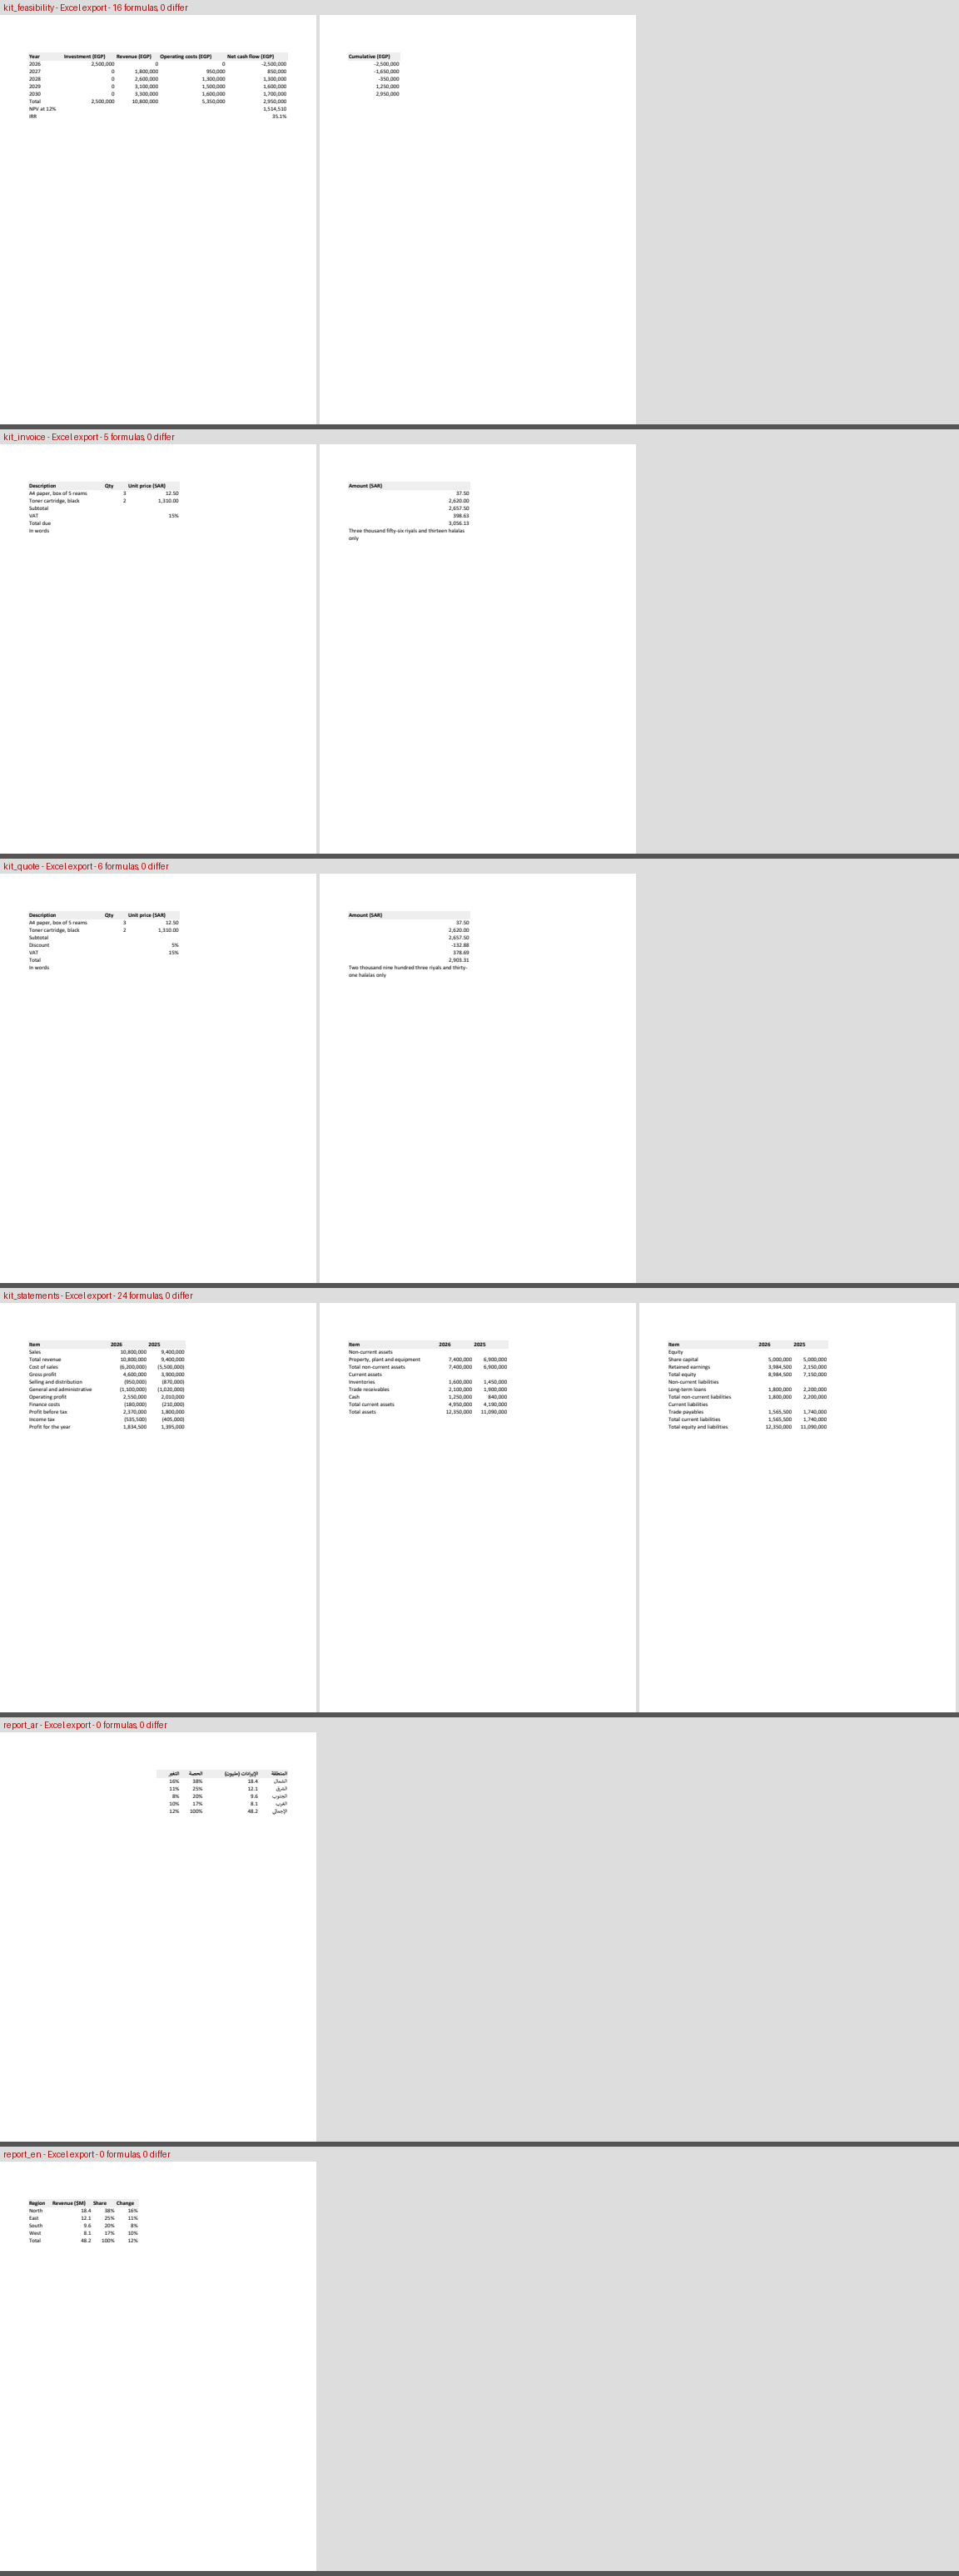 kit_feasibility - Excel export - 16 formulas, 0 differ
Year Investment (EGP) Revenue (EGP) Operating costs (EGP) Net cash flow (EGP)
2026 2,500,000 0 0 -2,500,000
2027 0 1,800,000 950,000 850,000
2028 0 2,600,000 1,300,000 1,300,000
2029 0 3,100,000 1,500,000 1,600,000
2030 0 3,300,000 1,600,000 1,700,000
Total 2,500,000 10,800,000 5,350,000 2,950,000
NPV at 12% 1,514,510
IRR 35.1%
Cumulative (EGP)
-2,500,000
-1,650,000
-350,000
1,250,000
2,950,000
kit_invoice - Excel export - 5 formulas, 0 differ
Description Qty Unit price (SAR)
A4 paper, box of 5 reams 3 12.50
Toner cartridge, black 2 1,310.00
Subtotal
VAT 15%
Total due
In words
Amount (SAR)
37.50
2,620.00
2,657.50
398.63
3,056.13
Three thousand fifty-six riyals and thirteen halalas
only
kit_quote - Excel export - 6 formulas, 0 differ
Description Qty Unit price (SAR)
A4 paper, box of 5 reams 3 12.50
Toner cartridge, black 2 1,310.00
Subtotal
Discount 5%
VAT 15%
Total
In words
Amount (SAR)
37.50
2,620.00
2,657.50
-132.88
378.69
2,903.31
Two thousand nine hundred three riyals and thirty-
one halalas only
kit_statements - Excel export - 24 formulas, 0 differ
Item 2026 2025
Sales 10,800,000 9,400,000
Total revenue 10,800,000 9,400,000
Cost of sales (6,200,000) (5,500,000)
Gross profit 4,600,000 3,900,000
Selling and distribution (950,000) (870,000)
General and administrative (1,100,000) (1,020,000)
Operating profit 2,550,000 2,010,000
Finance costs (180,000) (210,000)
Profit before tax 2,370,000 1,800,000
Income tax (535,500) (405,000)
Profit for the year 1,834,500 1,395,000
Item 2026 2025
Non-current assets
Property, plant and equipment 7,400,000 6,900,000
Total non-current assets 7,400,000 6,900,000
Current assets
Inventories 1,600,000 1,450,000
Trade receivables 2,100,000 1,900,000
Cash 1,250,000 840,000
Total current assets 4,950,000 4,190,000
Total assets 12,350,000 11,090,000
Item 2026 2025
Equity
Share capital 5,000,000 5,000,000
Retained earnings 3,984,500 2,150,000
Total equity 8,984,500 7,150,000
Non-current liabilities
Long-term loans 1,800,000 2,200,000
Total non-current liabilities 1,800,000 2,200,000
Current liabilities
Trade payables 1,565,500 1,740,000
Total current liabilities 1,565,500 1,740,000
Total equity and liabilities 12,350,000 11,090,000
report_ar - Excel export - 0 formulas, 0 differ
المنطقة الإيرادات (مليون) الحصة التغير
الشمال 18.4 38% 16%
الشرق 12.1 25% 11%
الجنوب 9.6 20% 8%
الغرب 8.1 17% 10%
الإجمالي 48.2 100% 12%
report_en - Excel export - 0 formulas, 0 differ
Region Revenue ($M) Share Change
North 18.4 38% 16%
East 12.1 25% 11%
South 9.6 20% 8%
West 8.1 17% 10%
Total 48.2 100% 12%